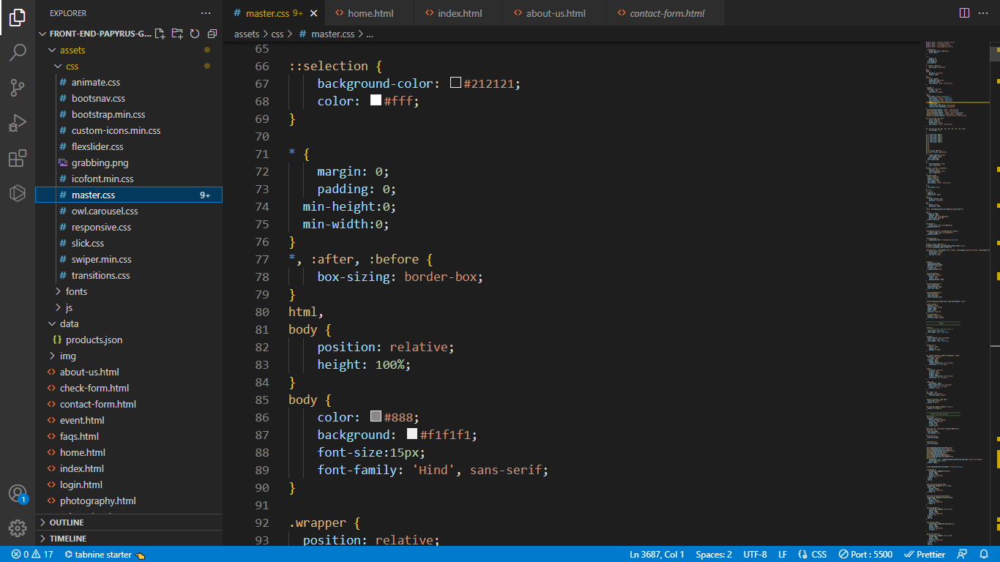 EXPLORER
FRONT-END-PAPYRUS-G...
assets
css
# animate.css
# bootsnav.css
# bootstrap.min.css
# custom-icons.min.css
# flexslider.css
grabbing.png
# icofont.min.css
# master.css 9+
# owl.carousel.css
# responsive.css
# slick.css
# swiper.min.css
# transitions.css
fonts
js
data
{} products.json
img
<> about-us.html
<> check-form.html
<> contact-form.html
<> event.html
<> faqs.html
<> home.html
<> index.html
<> login.html
<> photography.html
OUTLINE
TIMELINE
# master.css 9+ <> home.html <> index.html <> about-us.html <> contact-form.html
assets > css > # master.css > ...
65
66 ::selection {
67 background-color: #212121;
68 color: #fff;
69 }
70
71 * {
72 margin: 0;
73 padding: 0;
74 min-height:0;
75 min-width:0;
76 }
77 *, :after, :before {
78 box-sizing: border-box;
79 }
80 html,
81 body {
82 position: relative;
83 height: 100%;
84 }
85 body {
86 color: #888;
87 background: #f1f1f1;
88 font-size:15px;
89 font-family: 'Hind', sans-serif;
90 }
91
92 .wrapper {
93 position: relative;
1
0 17 tabnine starter Ln 3687, Col 1 Spaces: 2 UTF-8 LF {} CSS Port : 5500 Prettier